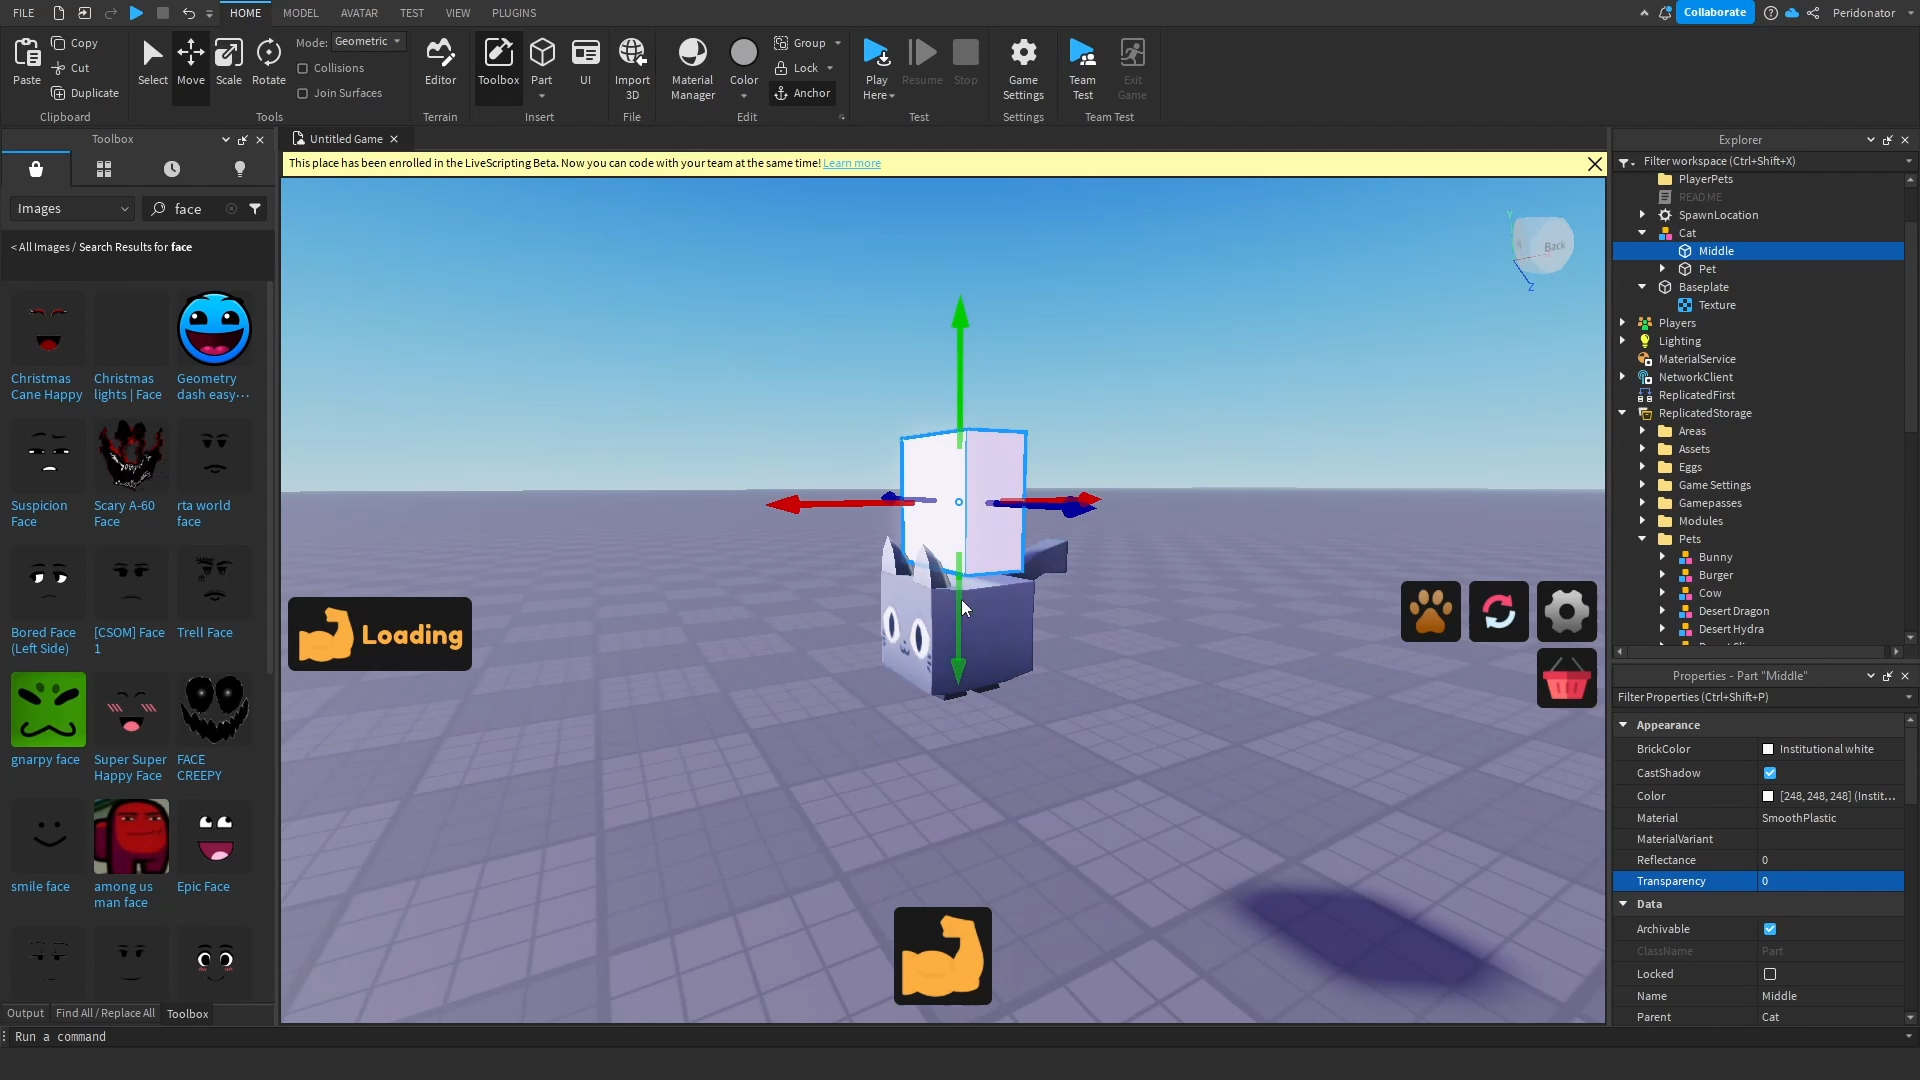 FILE
HOME
MODEL
AVATAR
TEST
VIEW
PLUGINS
Collaborate
Peridonator
Paste
Copy
Cut
Duplicate
Clipboard
Select
Move
Scale
Rotate
Mode: Geometric
Collisions
Join Surfaces
Tools
Editor
Terrain
Toolbox
Part
UI
Insert
Import
3D
File
Material
Manager
Color
Group
Lock
Anchor
Edit
Play
Here
Resume
Stop
Test
Game
Settings
Settings
Team
Test
Exit
Game
Team Test
Toolbox
Images
face
< All Images / Search Results for face
Christmas
Cane Happy
Christmas
lights | Face
Geometry
dash easy...
Suspicion
Face
Scary A-60
Face
rta world
face
Bored Face
(Left Side)
[CSOM] Face
1
Trell Face
gnarpy face
Super Super
Happy Face
FACE
CREEPY
smile face
among us
man face
Epic Face
Output
Find All / Replace All
Toolbox
Run a command
Untitled Game
This place has been enrolled in the LiveScripting Beta. Now you can code with your team at the same time! Learn more
Y
Back
Z
Loading
Explorer
Filter workspace (Ctrl+Shift+X)
PlayerPets
READ ME
SpawnLocation
Cat
Middle
Pet
Baseplate
Texture
Players
Lighting
MaterialService
NetworkClient
ReplicatedFirst
ReplicatedStorage
Areas
Assets
Eggs
Game Settings
Gamepasses
Modules
Pets
Bunny
Burger
Cow
Desert Dragon
Desert Hydra
Properties - Part "Middle"
Filter Properties (Ctrl+Shift+P)
Appearance
BrickColor Institutional white
CastShadow
Color [248, 248, 248] (Instit...
Material SmoothPlastic
MaterialVariant
Reflectance 0
Transparency 0
Data
Archivable
ClassName Part
Locked
Name Middle
Parent Cat